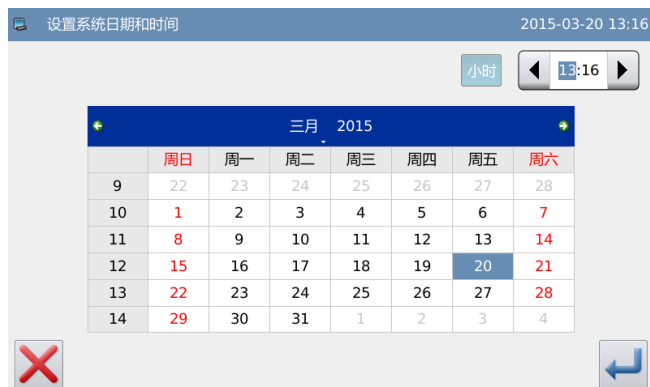 设置系统日期和时间 2015-03-20 13:16
小时 13:16
三月 2015
周日 周一 周二 周三 周四 周五 周六
9 22 23 24 25 26 27 28
10 1 2 3 4 5 6 7
11 8 9 10 11 12 13 14
12 15 16 17 18 19 20 21
13 22 23 24 25 26 27 28
14 29 30 31 1 2 3 4